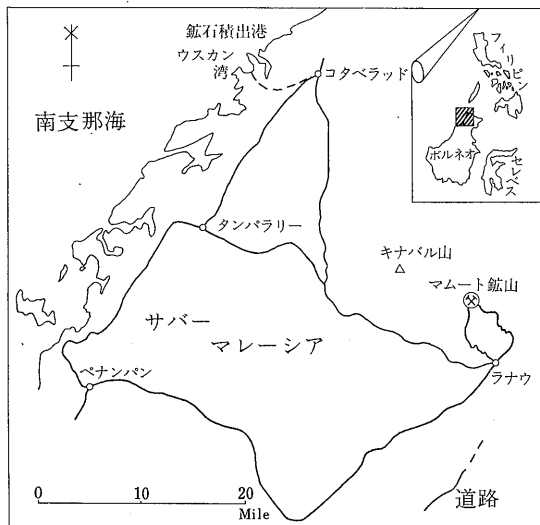 鉱石積出港
ウスカン
湾
コタベラッド
南支那海
フィリピン
ボルネオ
セレベス
タンパラリー
キナバル山
マムート鉱山
サバー
マレーシア
ペナンパン
ラナウ
0 10 20
Mile
道路